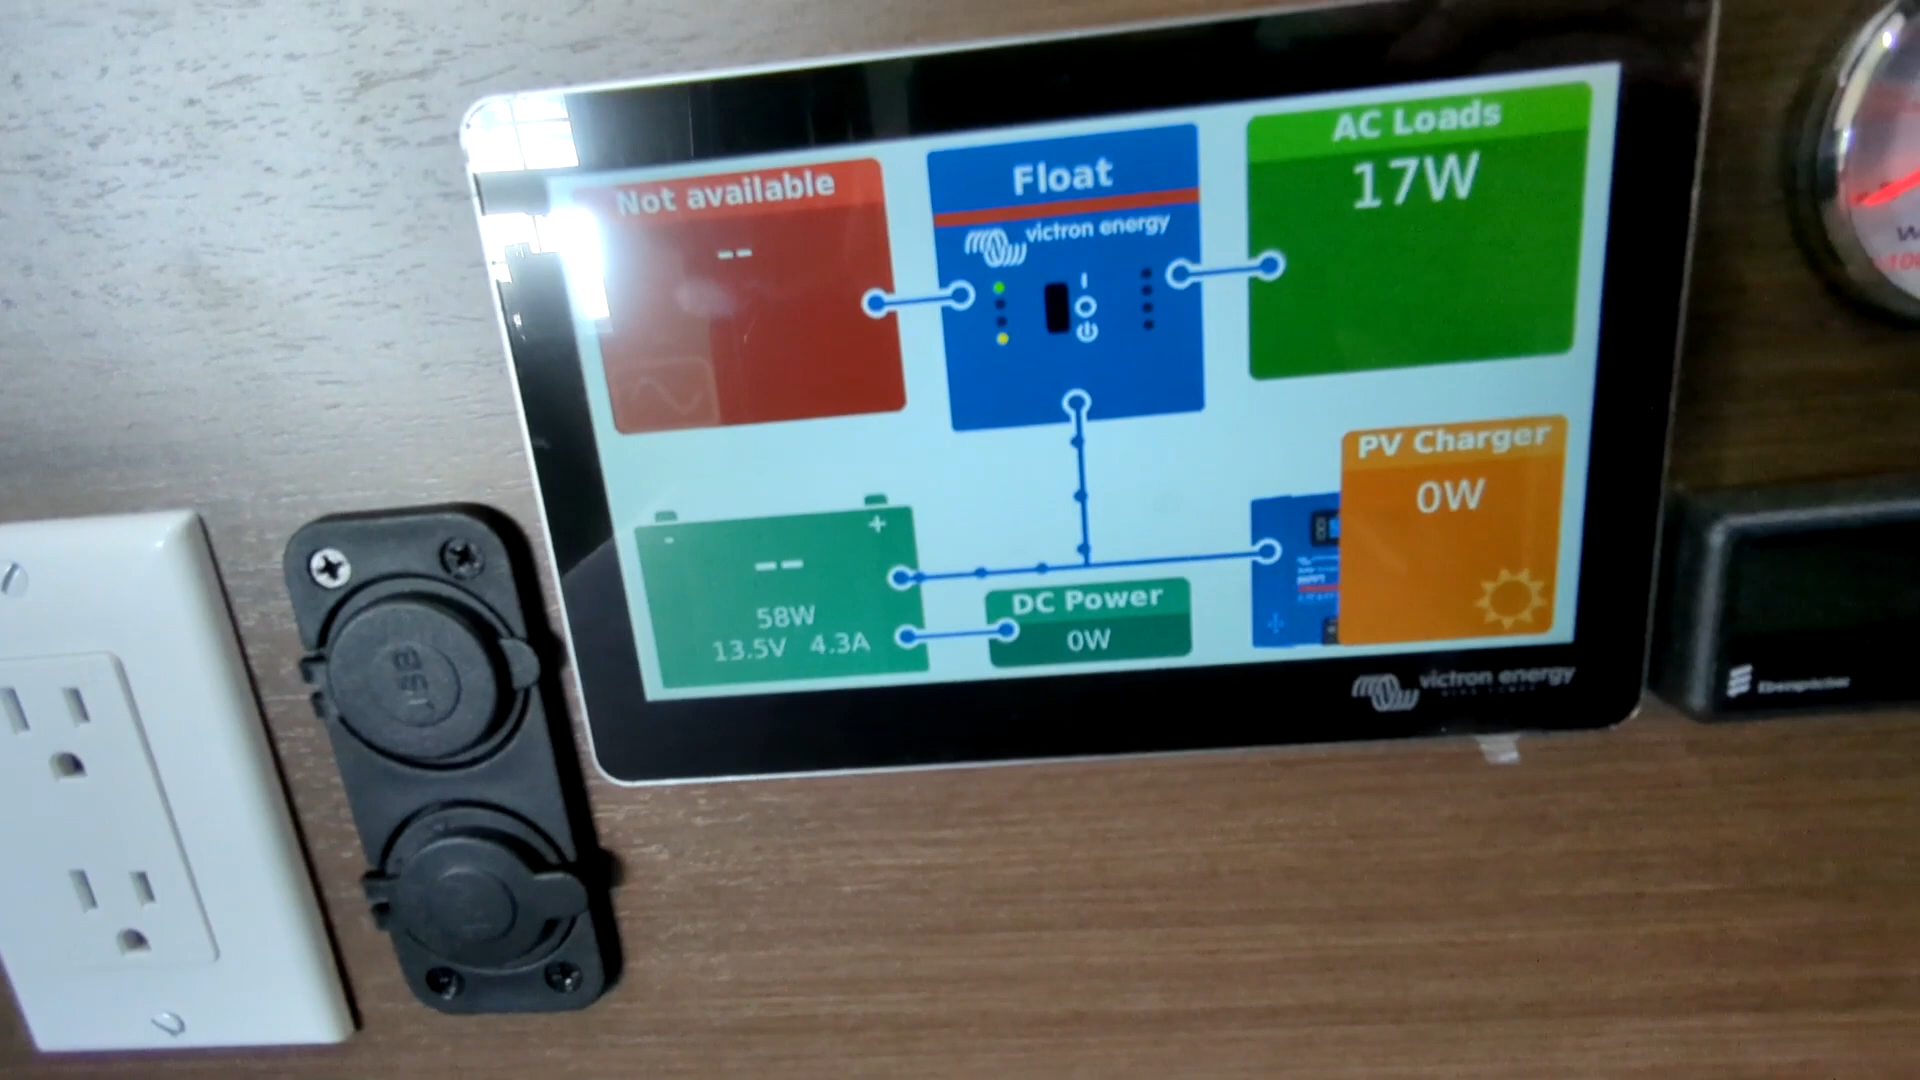 Not available
--
Float
victron energy
AC Loads
17W
PV Charger
0W
- +
--
58W
13.5V 4.3A
DC Power
0W
victron energy
Eberspächer
USB